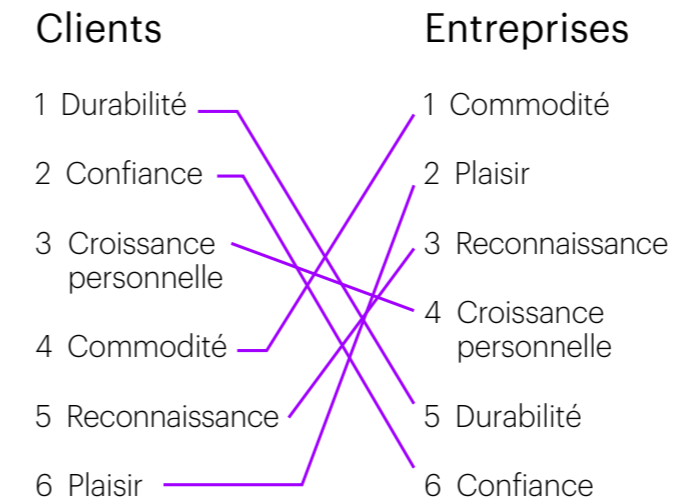 Clients
1 Durabilité
2 Confiance
3 Croissance
personnelle
4 Commodité
5 Reconnaissance
6 Plaisir
Entreprises
1 Commodité
2 Plaisir
3 Reconnaissance
4 Croissance
personnelle
5 Durabilité
6 Confiance